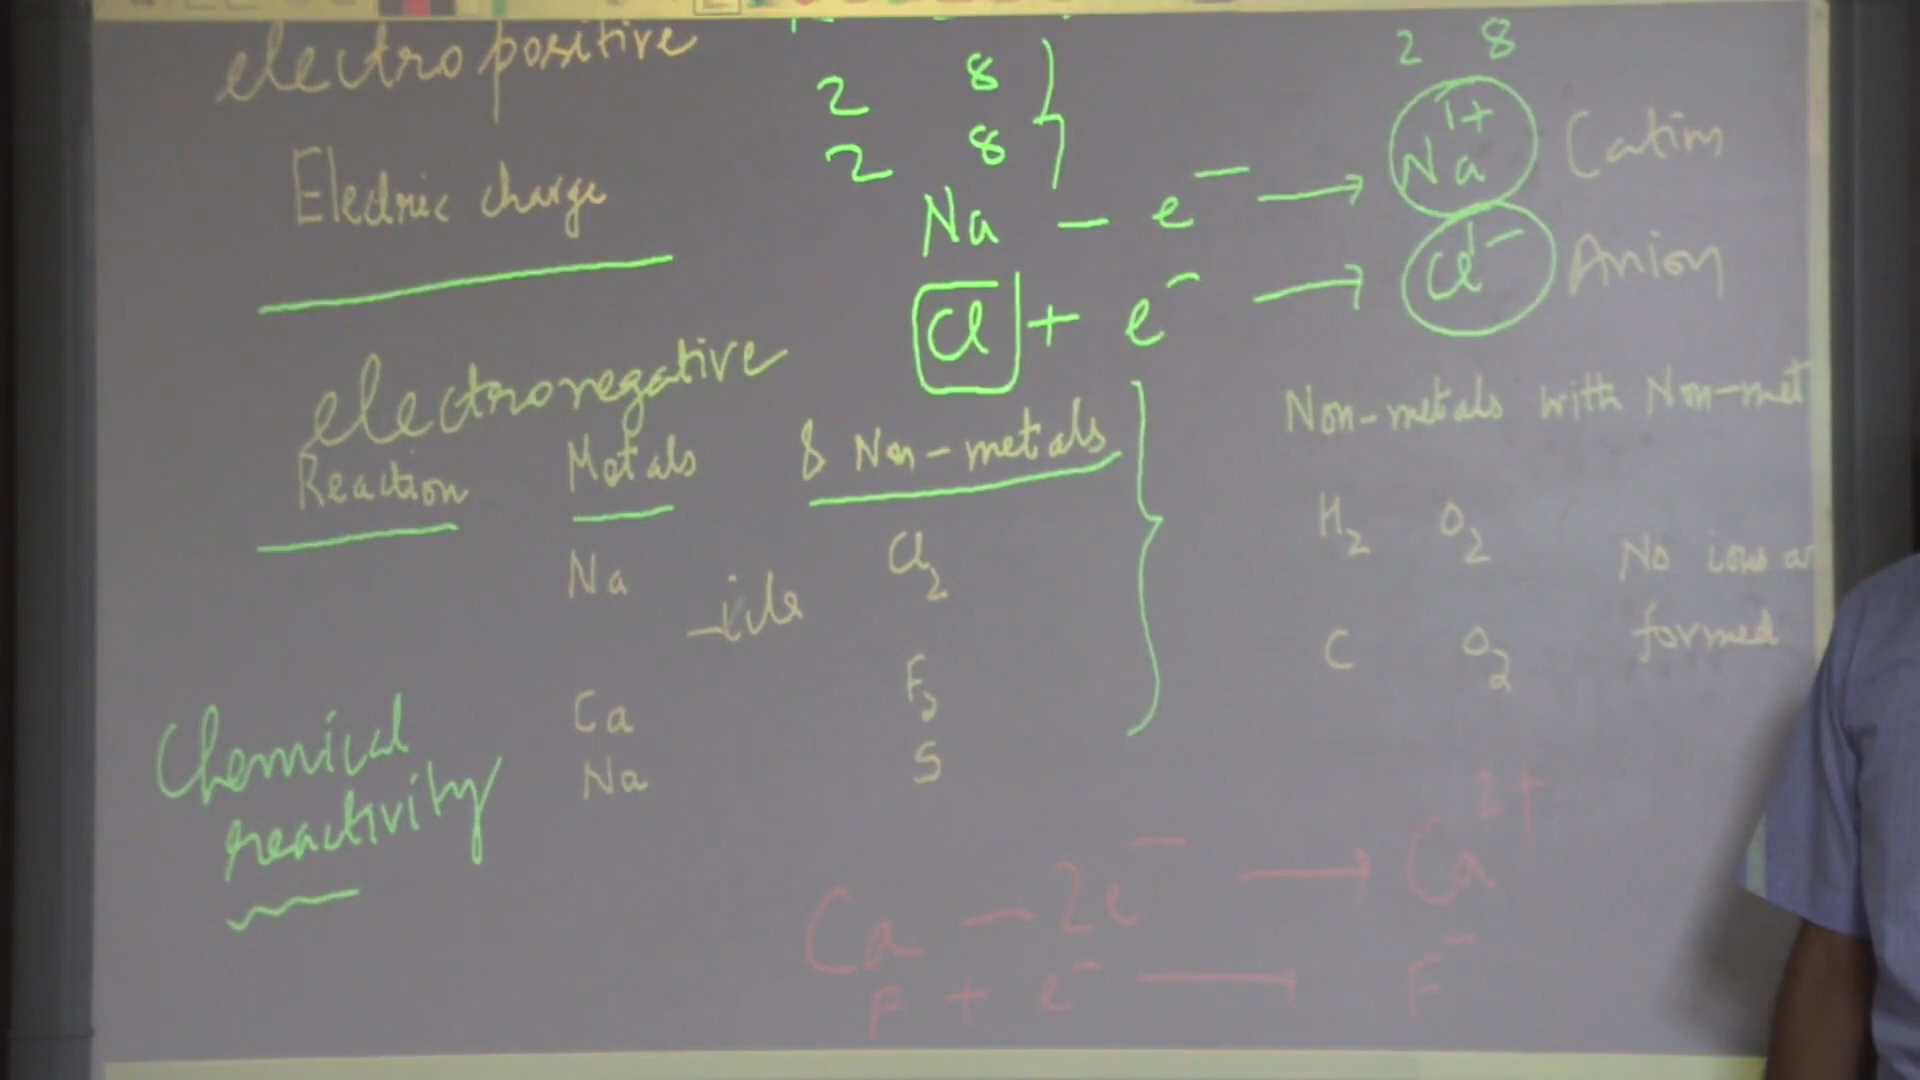 electropositive
2 8
2 8
2 8
Electric charge
Na − e⁻ → Na¹⁺ Cation
Cl + e⁻ → Cl¹⁻ Anion
electronegative
Reaction Metals & Non-metals
Non-metals with Non-met
Na -ide Cl₂
H₂ O₂
No ions ar
formed
C O₂
Ca F₂
Na S
Chemical
reactivity
Ca − 2e⁻ → Ca²⁺
F + e⁻ → F⁻